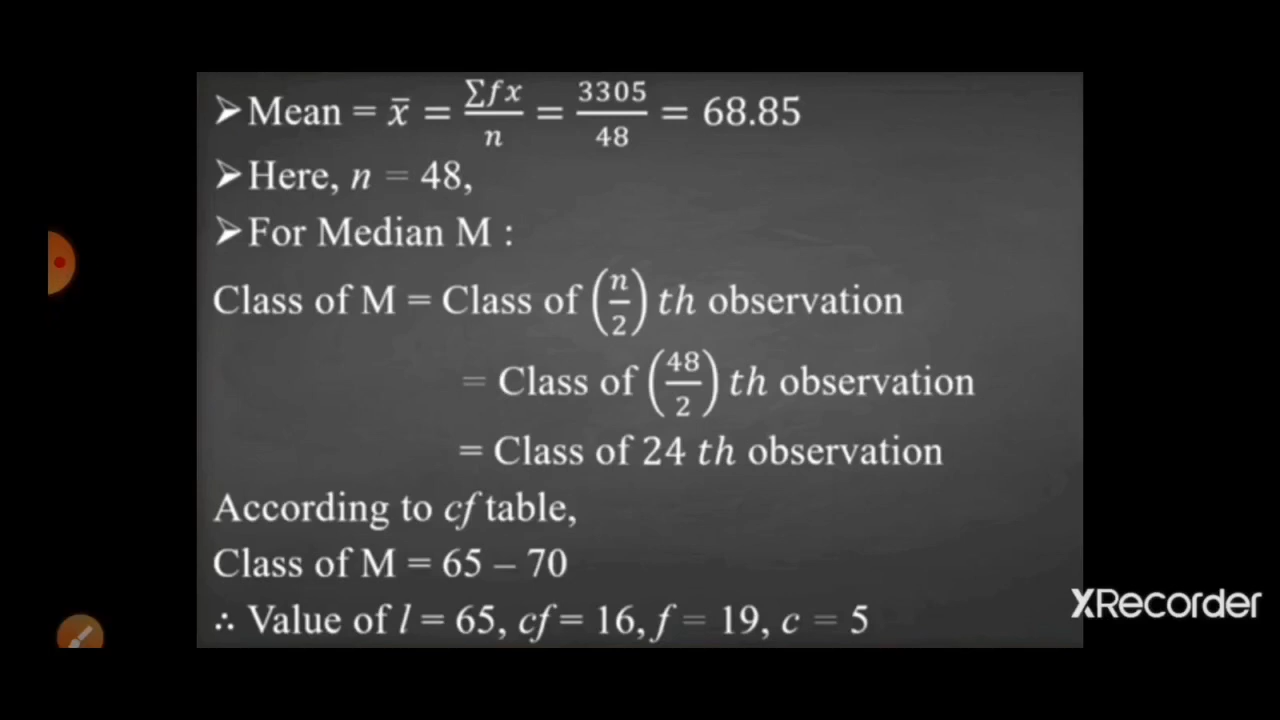 ➢Mean = x̄ = Σfx/n = 3305/48 = 68.85
➢Here, n = 48,
➢For Median M :
Class of M = Class of (n/2) th observation
= Class of (48/2) th observation
= Class of 24 th observation
According to cf table,
Class of M = 65 – 70
∴ Value of l = 65, cf = 16, f = 19, c = 5
XRecorder